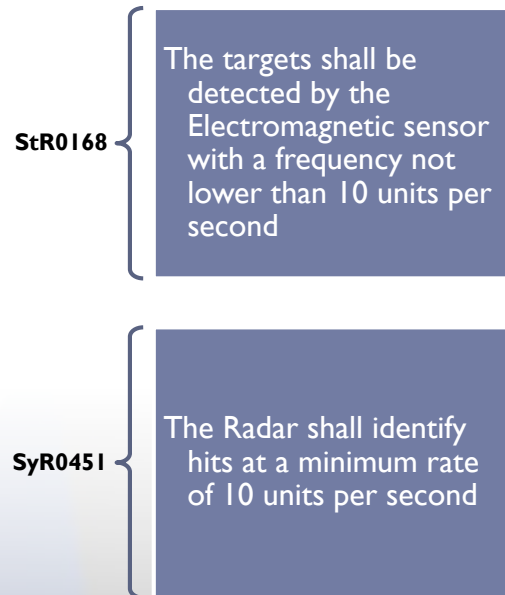 StR0168
The targets shall be
detected by the
Electromagnetic sensor
with a frequency not
lower than 10 units per
second
SyR0451
The Radar shall identify
hits at a minimum rate
of 10 units per second